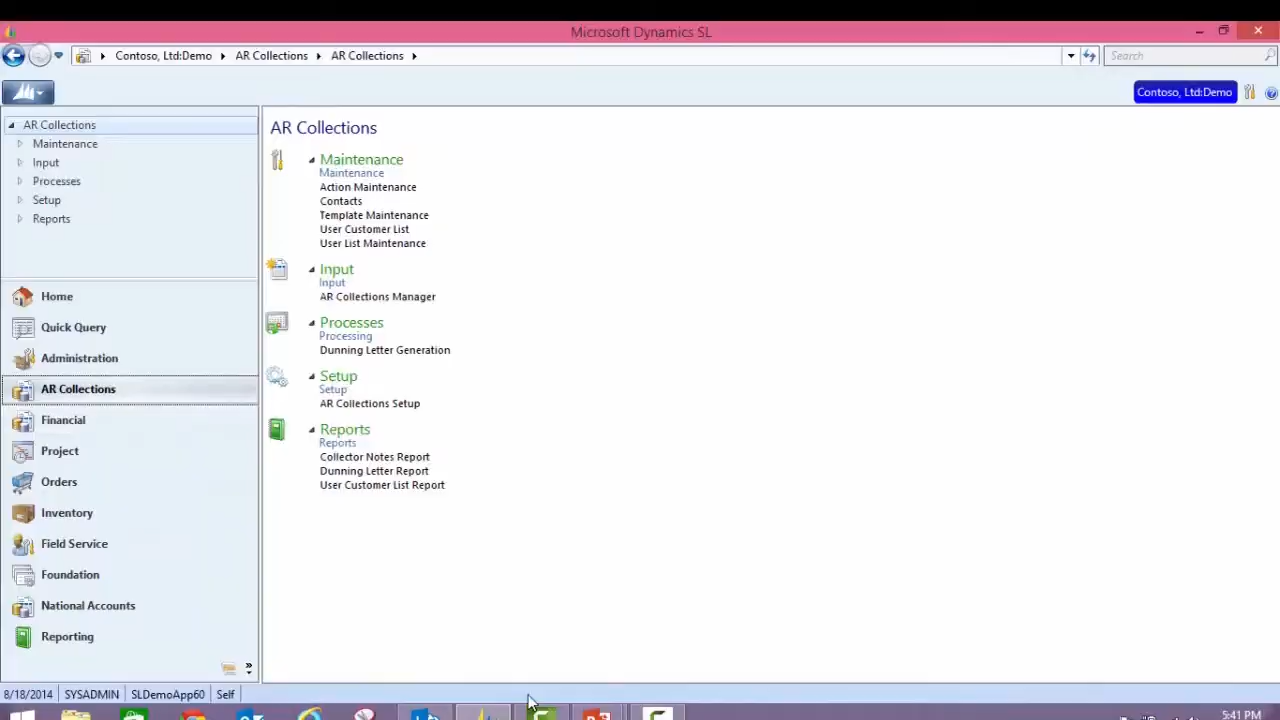 Microsoft Dynamics SL
Contoso, Ltd:Demo AR Collections AR Collections
Search
Contoso, Ltd:Demo
AR Collections
Maintenance
Input
Processes
Setup
Reports
Home
Quick Query
Administration
AR Collections
Financial
Project
Orders
Inventory
Field Service
Foundation
National Accounts
Reporting
AR Collections
Maintenance
Maintenance
Action Maintenance
Contacts
Template Maintenance
User Customer List
User List Maintenance
Input
Input
AR Collections Manager
Processes
Processing
Dunning Letter Generation
Setup
Setup
AR Collections Setup
Reports
Reports
Collector Notes Report
Dunning Letter Report
User Customer List Report
8/18/2014 SYSADMIN SLDemoApp60 Self
5:41 PM